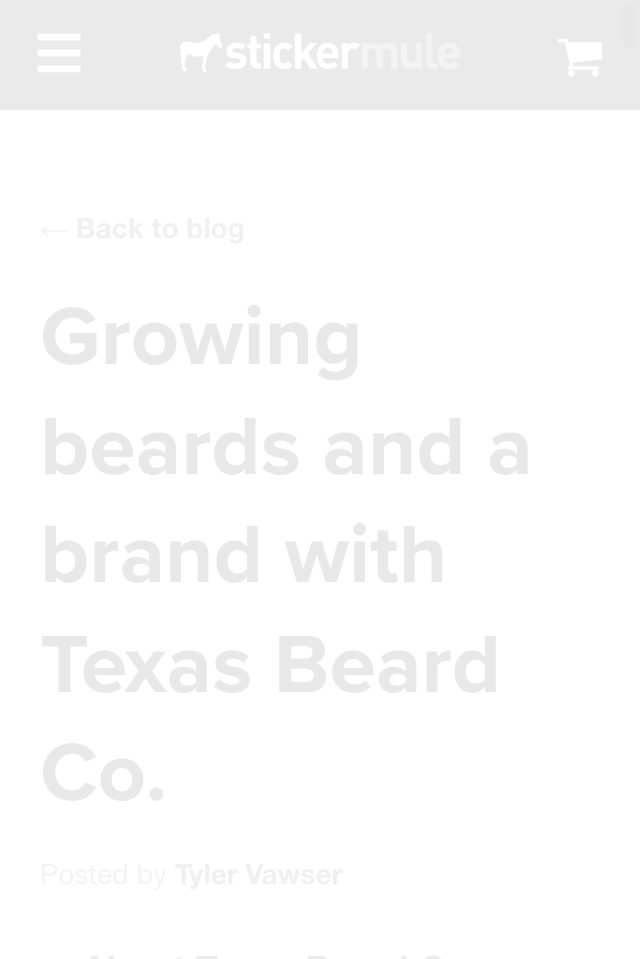 stickermule
← Back to blog
Growing
beards and a
brand with
Texas Beard
Co.
Posted by Tyler Vawser